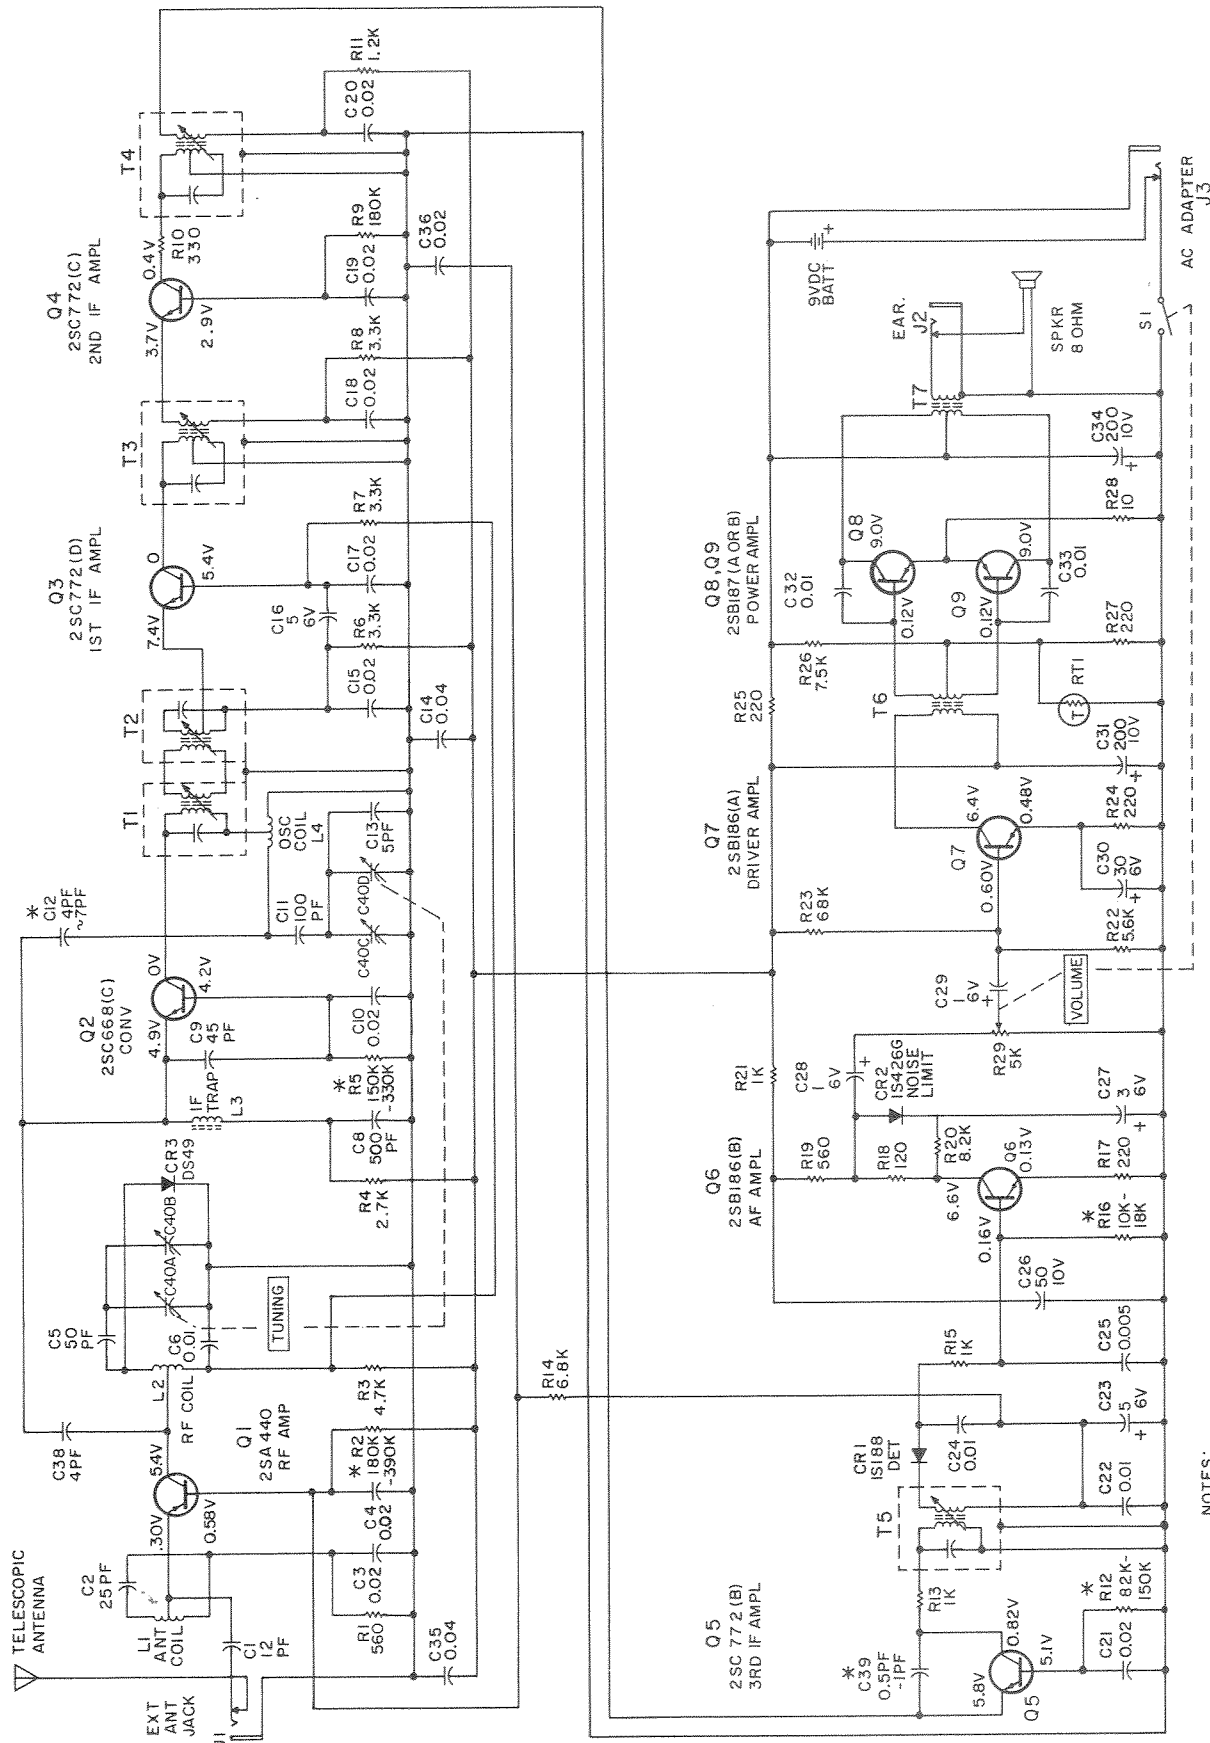 TELESCOPIC
ANTENNA
EXT
ANT
JACK
L1
ANT
COIL
C1
12
PF
C2
25PF
.30V
5.4V
0.58V
C38
4PF
Q1
2SA440
RF AMP
R1
560
C3
0.02
C4
0.02
*R2
180K
-390K
R3
4.7K
C35
0.04
L2
RF COIL
C5
50
PF
C6
0.01
C40A
C40B
CR3
DS49
TUNING
IF
TRAP
L3
R4
2.7K
C8
500
PF
*
R5
150K
-330K
C9
45
PF
C10
0.02
Q2
2SC668(C)
CONV
4.9V
0V
4.2V
*
C12
4PF
~7PF
C11
100
PF
C40C
C40D
C13
5PF
OSC
COIL
L4
T1
T2
C14
0.04
C15
0.02
R6
3.3K
C16
5
6V
C17
0.02
R7
3.3K
Q3
2SC772(D)
1ST IF AMPL
7.4V
0
5.4V
T3
C18
0.02
R8
3.3K
C19
0.02
R9
180K
C36
0.02
Q4
2SC772(C)
2ND IF AMPL
3.7V
0.4V
2.9V
R10
330
T4
C20
0.02
R11
1.2K
R14
6.8K
Q5
2SC772(B)
3RD IF AMPL
*
C39
0.5PF
-1PF
5.8V
0.82V
5.1V
Q5
C21
0.02
*
R12
82K-
150K
R13
1K
T5
CR1
1S188
DET
C22
0.01
C23
5
6V
C24
0.01
C25
0.005
R15
1K
C26
50
10V
Q6
2SB186(B)
AF AMPL
0.16V
6.6V
Q6
0.13V
*
R16
10K-
18K
R17
220
R18
120
R19
560
R20
8.2K
R21
1K
C27
3
6V
CR2
1S426G
NOISE
LIMIT
C28
1
6V
R29
5K
VOLUME
C29
1
6V
R22
5.6K
R23
68K
C30
30
6V
R24
220
Q7
2SB186(A)
DRIVER AMPL
Q7
0.60V
6.4V
0.48V
C31
200
10V
R25
220
T6
RT1
T
R26
7.5K
R27
220
Q8,Q9
2SB187(A OR B)
POWER AMPL
C32
0.01
Q8
9.0V
0.12V
Q9
0.12V
9.0V
C33
0.01
R28
10
C34
200
10V
T7
EAR.
J2
SPKR
8 OHM
9VDC
BATT
S1
AC ADAPTER
J3
NOTES: